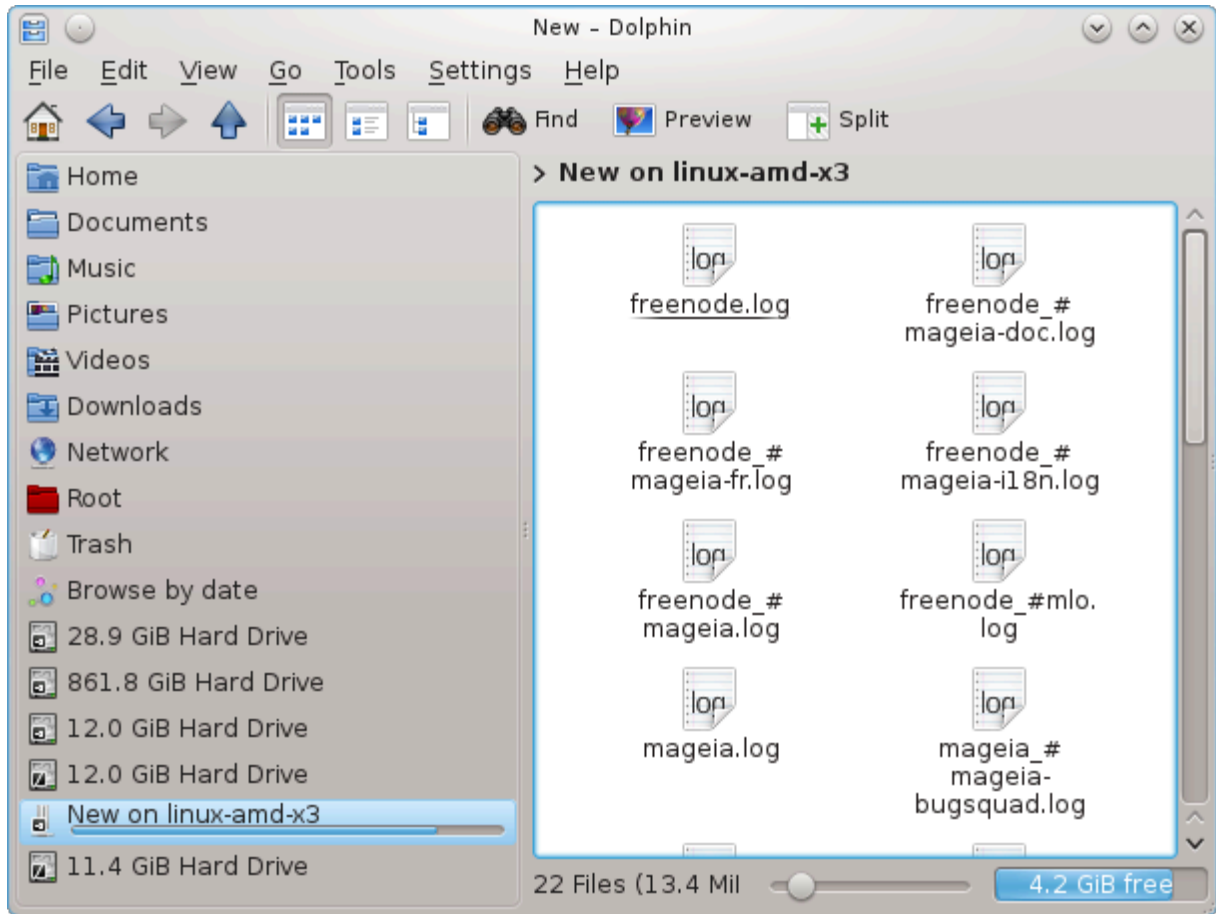 New – Dolphin
File Edit View Go Tools Settings Help
Find Preview Split
Home
Documents
Music
Pictures
Videos
Downloads
Network
Root
Trash
Browse by date
28.9 GiB Hard Drive
861.8 GiB Hard Drive
12.0 GiB Hard Drive
12.0 GiB Hard Drive
New on linux-amd-x3
11.4 GiB Hard Drive
> New on linux-amd-x3
log log
freenode.log freenode_#
mageia-doc.log
log log
freenode_# freenode_#
mageia-fr.log mageia-i18n.log
log log
freenode_# freenode_#mlo.
mageia.log log
log log
mageia.log mageia_#
mageia-
bugsquad.log
22 Files (13.4 Mil
4.2 GiB free